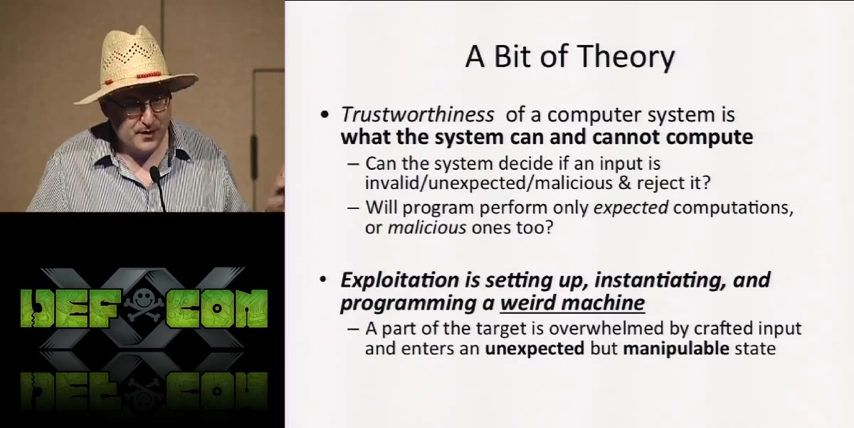 A Bit of Theory
• Trustworthiness of a computer system is
what the system can and cannot compute
– Can the system decide if an input is
invalid/unexpected/malicious & reject it?
– Will program perform only expected computations,
or malicious ones too?
• Exploitation is setting up, instantiating, and
programming a weird machine
– A part of the target is overwhelmed by crafted input
and enters an unexpected but manipulable state
XX
DEF CON